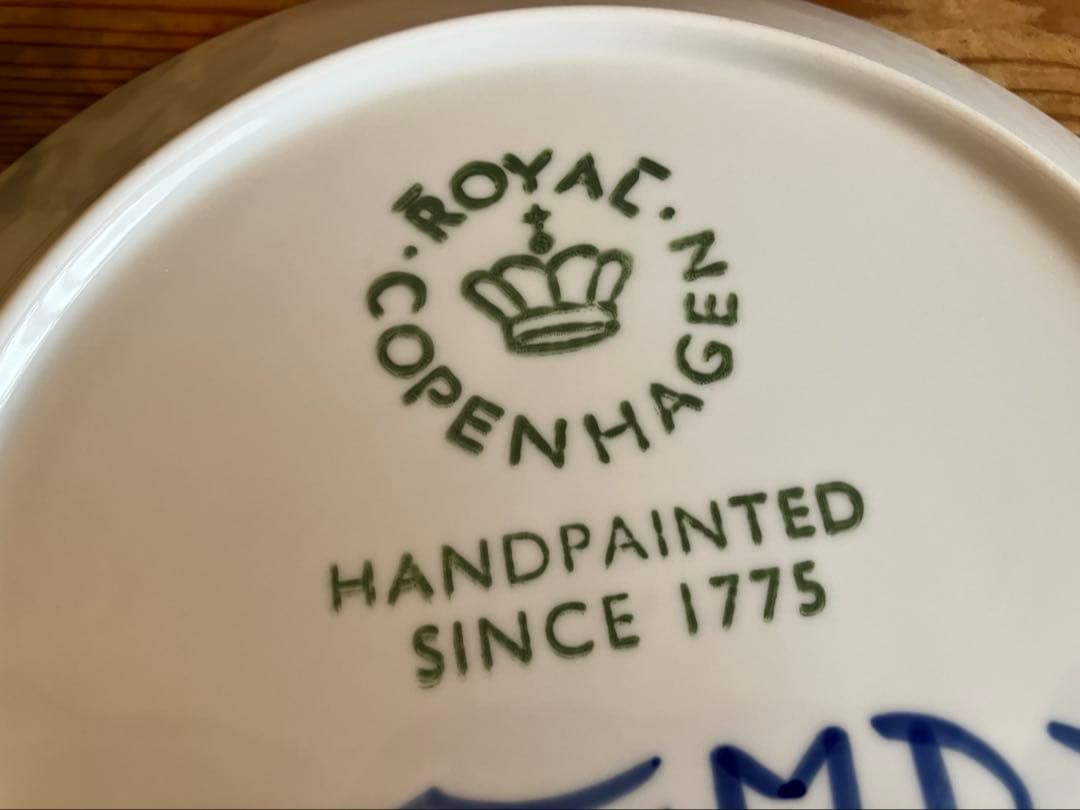 ROYAL
COPENHAGEN
HANDPAINTED
SINCE 1775